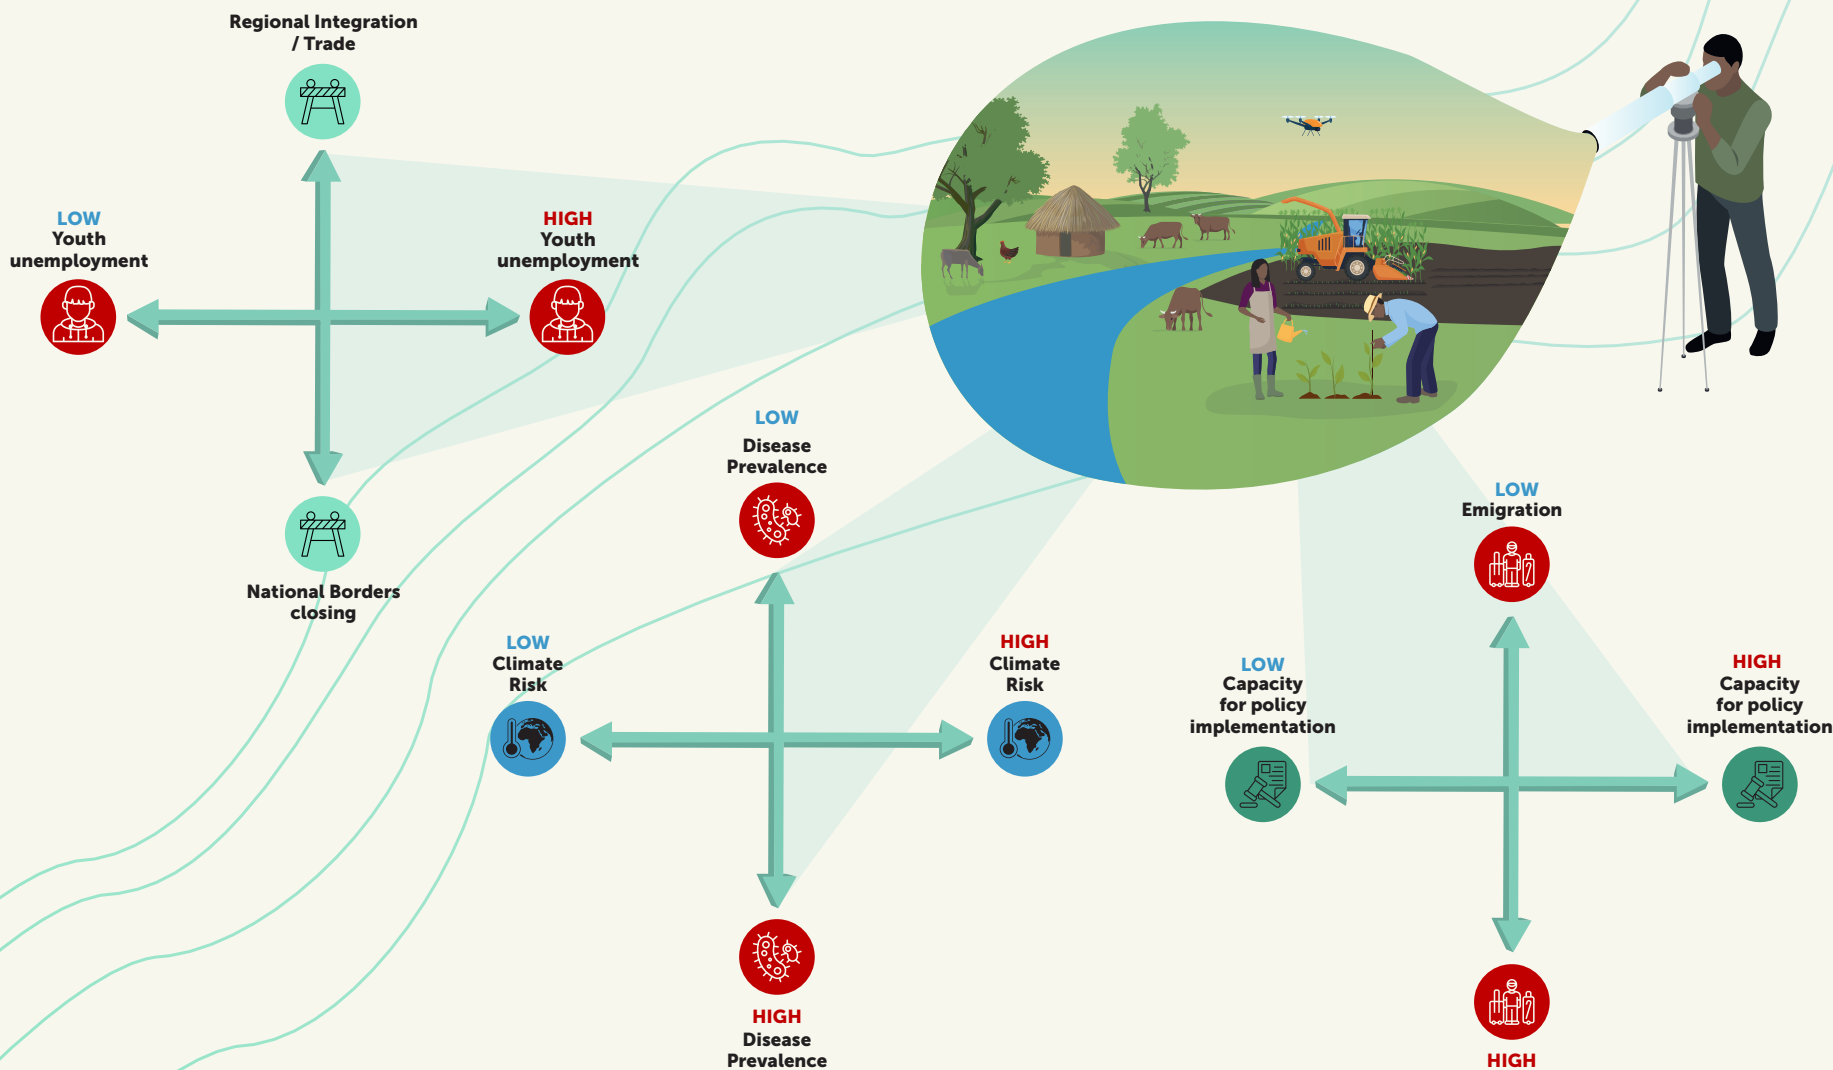 Regional Integration
/ Trade
LOW
Youth
unemployment
HIGH
Youth
unemployment
National Borders
closing
LOW
Disease
Prevalence
LOW
Climate
Risk
HIGH
Climate
Risk
HIGH
Disease
Prevalence
LOW
Emigration
LOW
Capacity
for policy
implementation
HIGH
Capacity
for policy
implementation
HIGH